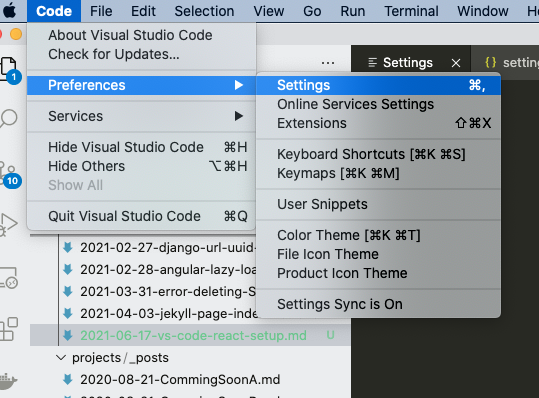 Code File Edit Selection View Go Run Terminal Window
About Visual Studio Code
Check for Updates...
Preferences
Services
Hide Visual Studio Code ⌘H
Hide Others ⌥⌘H
Show All
Quit Visual Studio Code ⌘Q
Settings ⌘,
Online Services Settings
Extensions ⇧⌘X
Keyboard Shortcuts [⌘K ⌘S]
Keymaps [⌘K ⌘M]
User Snippets
Color Theme [⌘K ⌘T]
File Icon Theme
Product Icon Theme
Settings Sync is On
Settings
{} setting
1
10
2021-02-27-django-url-uuid-
2021-02-28-angular-lazy-loa
2021-03-31-error-deleting-S
2021-04-03-jekyll-page-inde
2021-06-17-vs-code-react-setup.md U
projects/_posts
2020-08-21-CommingSoonA.md